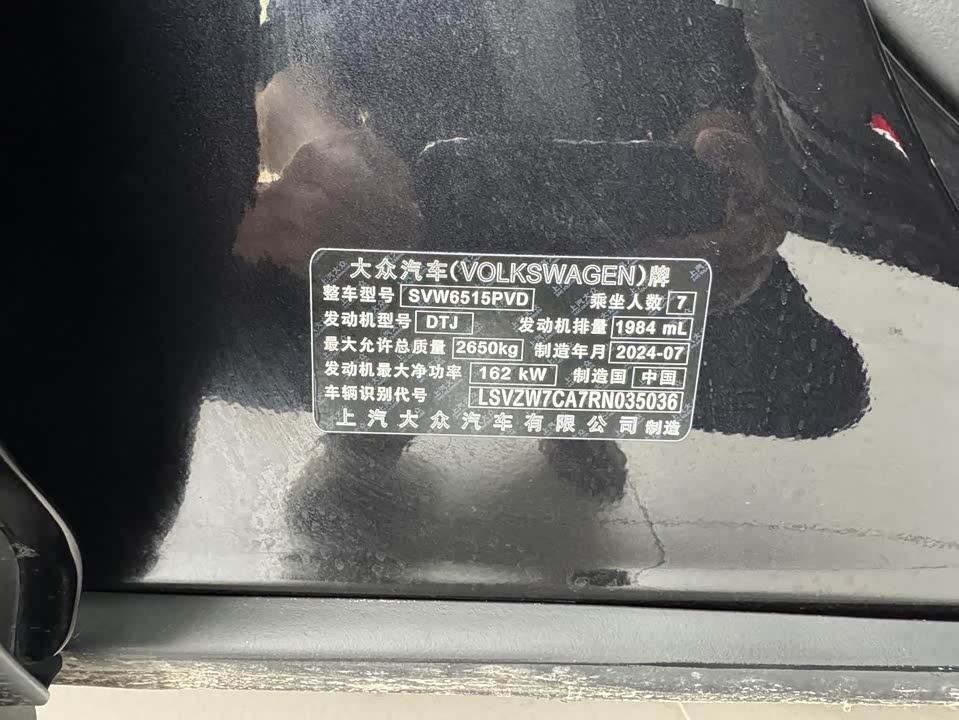 大众汽车(VOLKSWAGEN)牌
整车型号 SVW6515PVD 乘坐人数 7
发动机型号 DTJ 发动机排量 1984 mL
最大允许总质量 2650kg 制造年月 2024-07
发动机最大净功率 162 kW 制造国 中国
车辆识别代号 LSVZW7CA7RN035036
上汽大众汽车有限公司 制造